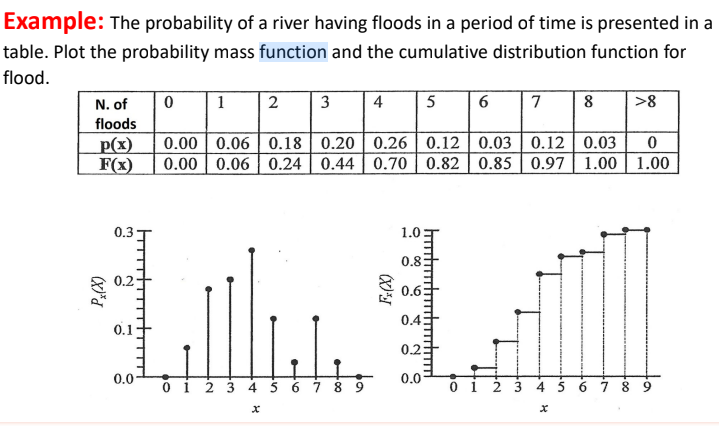 Example: The probability of a river having floods in a period of time is presented in a
table. Plot the probability mass function and the cumulative distribution function for
flood.
N. of floods 0 1 2 3 4 5 6 7 8 >8
p(x) 0.00 0.06 0.18 0.20 0.26 0.12 0.03 0.12 0.03 0
F(x) 0.00 0.06 0.24 0.44 0.70 0.82 0.85 0.97 1.00 1.00
Px(X)
0.3
0.2
0.1
0.0
0 1 2 3 4 5 6 7 8 9
x
Fx(X)
1.0
0.8
0.6
0.4
0.2
0.0
0 1 2 3 4 5 6 7 8 9
x